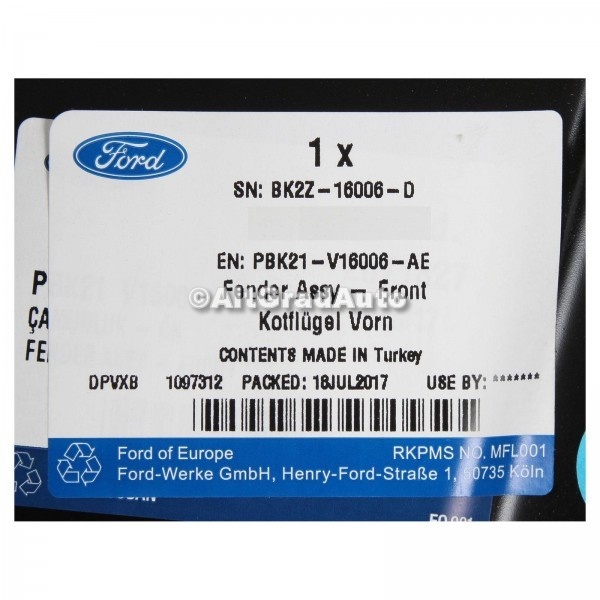 Ford
1 x
SN: BK2Z-16006-D
EN: PBK21-V16006-AE
Fender Assy – Front
©AltGradAuto
Kotflügel Vorn
CONTENTS MADE IN Turkey
DPVXB 1097312 PACKED: 18JUL2017 USE BY: *******
Ford of Europe RKPMS NO. MFL001
Ford-Werke GmbH, Henry-Ford-Straße 1, 50735 Köln